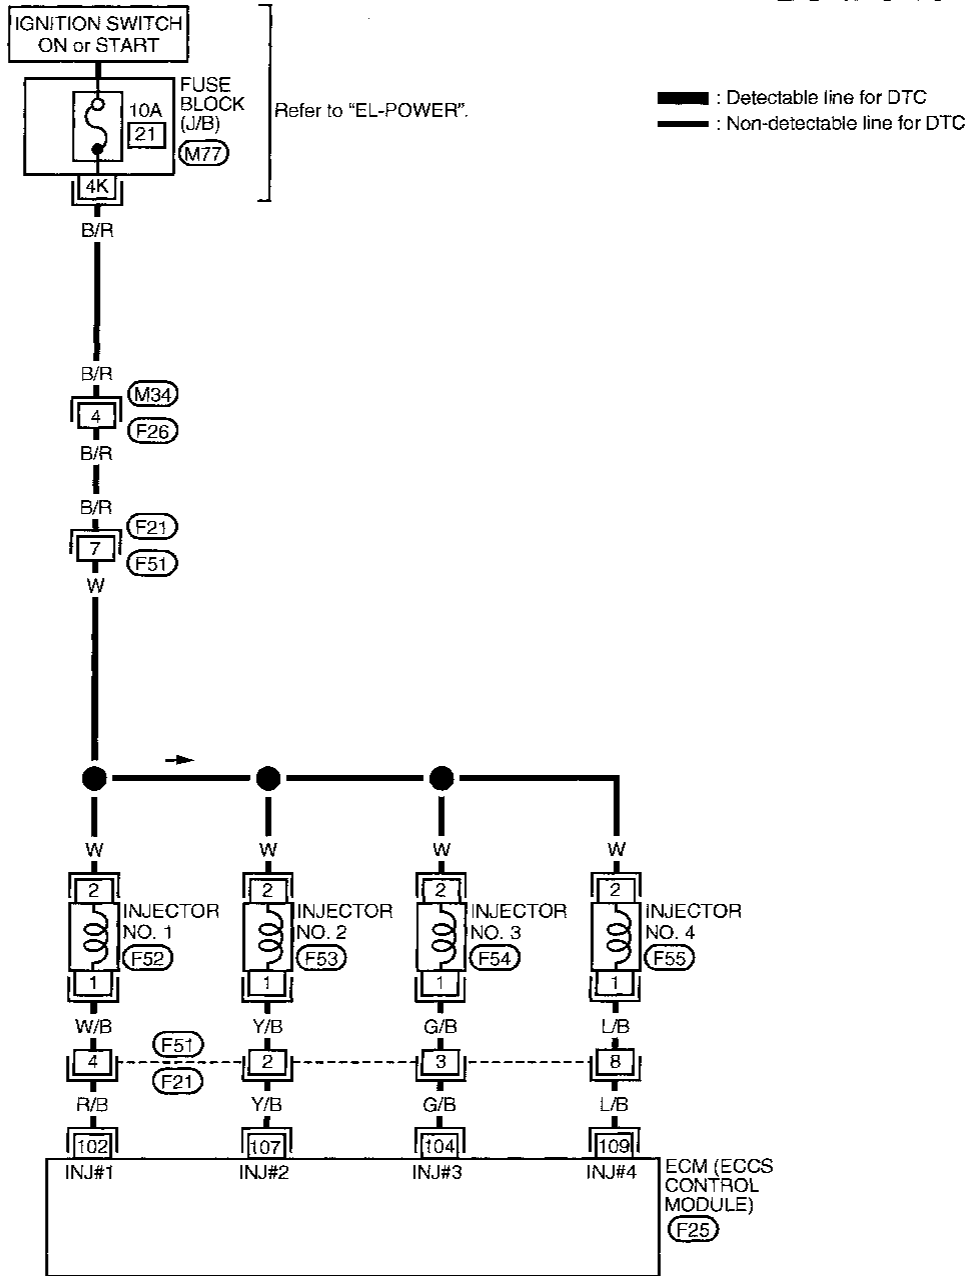 IGNITION SWITCH
ON or START
FUSE
BLOCK
(J/B)
10A
21
M77
4K
Refer to "EL-POWER".
: Detectable line for DTC
: Non-detectable line for DTC
B/R
B/R
M34
4
F26
B/R
B/R
F21
7
F51
W
W W W W
2 2 2 2
INJECTOR
NO. 1
F52
INJECTOR
NO. 2
F53
INJECTOR
NO. 3
F54
INJECTOR
NO. 4
F55
1 1 1 1
W/B Y/B G/B L/B
F51
4 2 3 8
F21
R/B Y/B G/B L/B
102 107 104 109
INJ#1 INJ#2 INJ#3 INJ#4
ECM (ECCS
CONTROL
MODULE)
F25